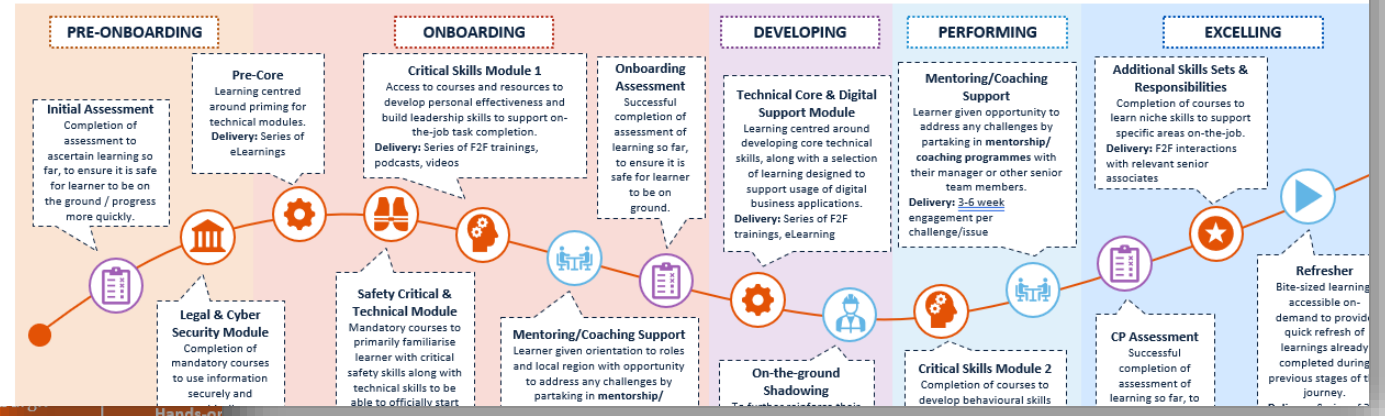 PRE-ONBOARDING
ONBOARDING
DEVELOPING
PERFORMING
EXCELLING
Initial Assessment
Completion of
assessment to
ascertain learning so
far, to ensure it is safe
for learner to be on
the ground / progress
more quickly.
Legal & Cyber
Security Module
Completion of
mandatory courses
to use information
securely and
Pre-Core
Learning centred
around priming for
technical modules.
Delivery: Series of
eLearnings
Safety Critical &
Technical Module
Mandatory courses to
primarily familiarise
learner with critical
safety skills along with
technical skills to be
able to officially start
Critical Skills Module 1
Access to courses and resources to
develop personal effectiveness and
build leadership skills to support on-
the-job task completion.
Delivery: Series of F2F trainings,
podcasts, videos
Mentoring/Coaching Support
Learner given orientation to roles
and local region with opportunity
to address any challenges by
partaking in mentorship/
Onboarding
Assessment
Successful
completion of
assessment of
learning so far,
to ensure it is
safe for learner
to be on
ground.
Technical Core & Digital
Support Module
Learning centred around
developing core technical
skills, along with a selection
of learning designed to
support usage of digital
business applications.
Delivery: Series of F2F
trainings, eLearning
On-the-ground
Shadowing
To further reinforce their
Critical Skills Module 2
Completion of courses to
develop behavioural skills
Mentoring/Coaching
Support
Learner given opportunity to
address any challenges by
partaking in mentorship/
coaching programmes with
their manager or other senior
team members.
Delivery: 3-6 week
engagement per
challenge/issue
CP Assessment
Successful
completion of
assessment of
learning so far, to
Additional Skills Sets &
Responsibilities
Completion of courses to
learn niche skills to support
specific areas on-the-job.
Delivery: F2F interactions
with relevant senior
associates
Refresher
Bite-sized learning
accessible on-
demand to provide
quick refresh of
learnings already
completed during
previous stages of
journey.
Hands-or